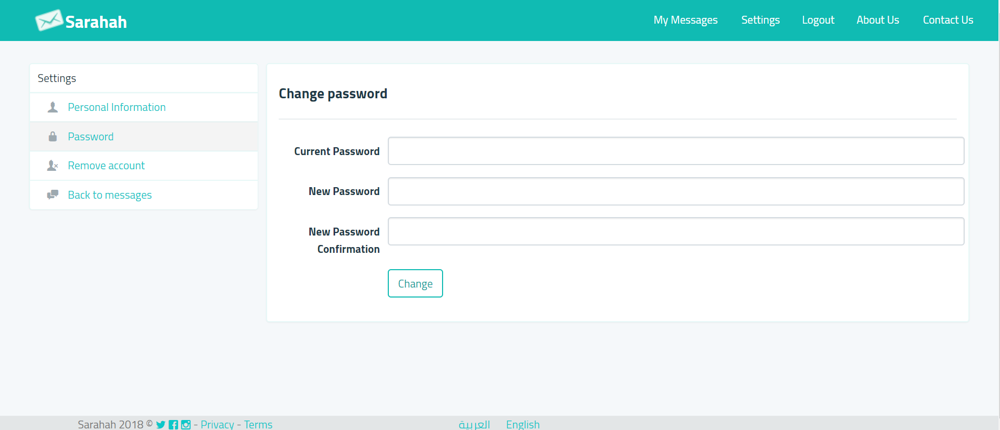 Sarahah
My Messages Settings Logout About Us Contact Us
Settings
Personal Information
Password
Remove account
Back to messages
Change password
Current Password
New Password
New Password
Confirmation
Change
Sarahah 2018 © - Privacy - Terms
العربية English